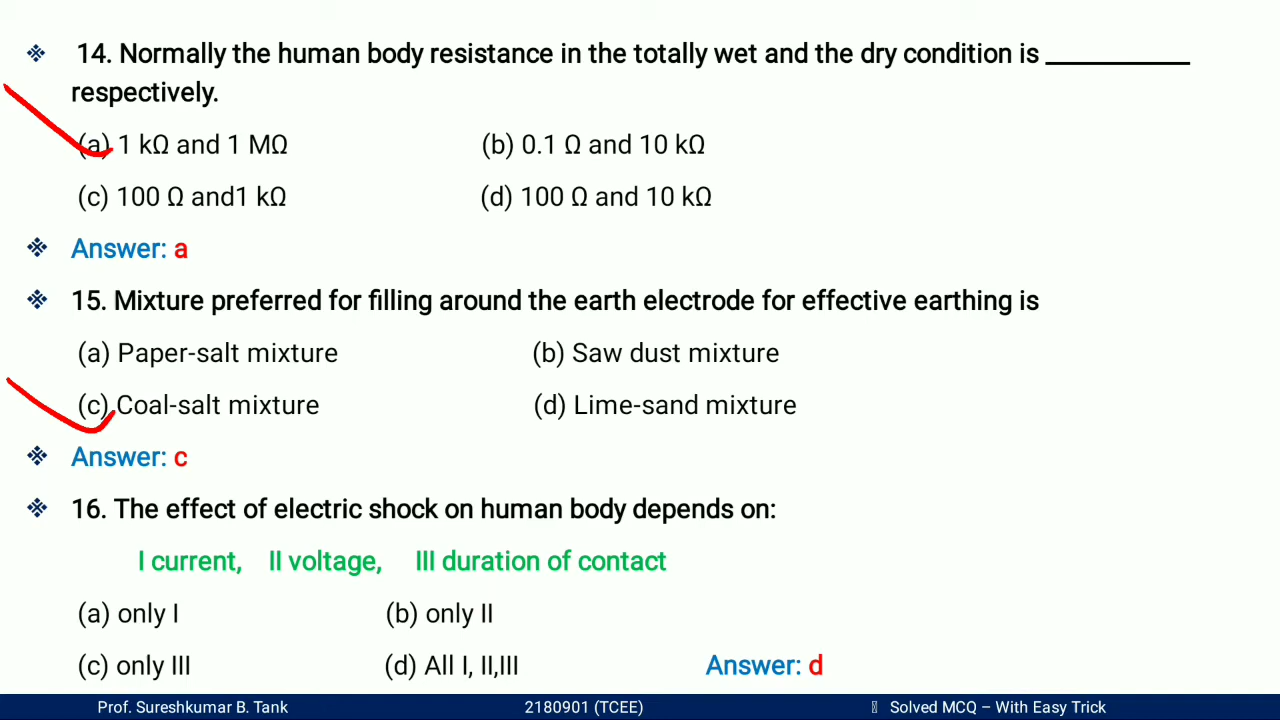 14. Normally the human body resistance in the totally wet and the dry condition is ___________
respectively.
(a) 1 kΩ and 1 MΩ (b) 0.1 Ω and 10 kΩ
(c) 100 Ω and1 kΩ (d) 100 Ω and 10 kΩ
Answer: a
15. Mixture preferred for filling around the earth electrode for effective earthing is
(a) Paper-salt mixture (b) Saw dust mixture
(c) Coal-salt mixture (d) Lime-sand mixture
Answer: c
16. The effect of electric shock on human body depends on:
I current, II voltage, III duration of contact
(a) only I (b) only II
(c) only III (d) All I, II,III Answer: d
Prof. Sureshkumar B. Tank 2180901 (TCEE) Solved MCQ – With Easy Trick